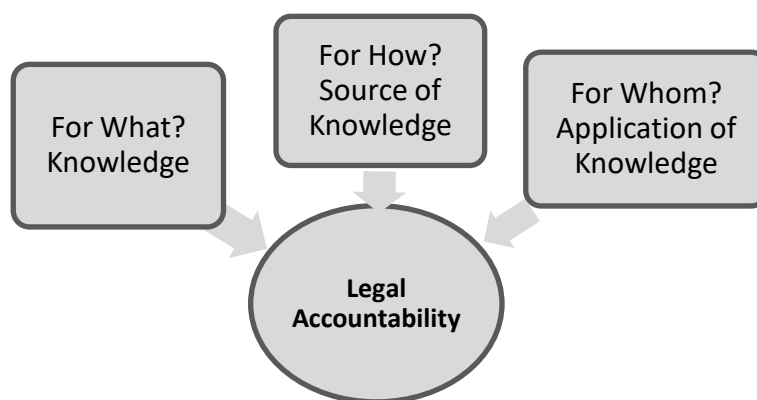 For What?
Knowledge
For How?
Source of
Knowledge
For Whom?
Application of
Knowledge
Legal
Accountability